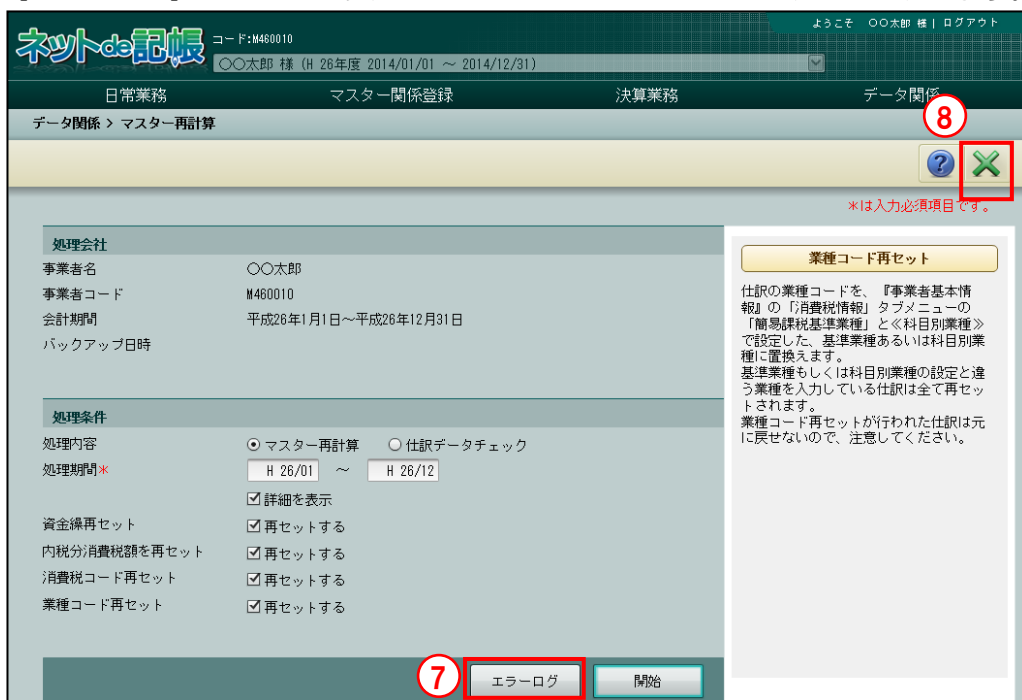 ようこそ 〇〇太郎 様 | ログアウト
ネットde記帳
コード:M460010
〇〇太郎 様 (H 26年度 2014/01/01 ～ 2014/12/31)
日常業務 マスター関係登録 決算業務 データ関係
データ関係 > マスター再計算
⑧
*は入力必須項目です。
処理会社
事業者名 〇〇太郎
事業者コード M460010
会計期間 平成26年1月1日～平成26年12月31日
バックアップ日時
処理条件
処理内容 マスター再計算 仕訳データチェック
処理期間* H 26/01 ～ H 26/12
詳細を表示
資金繰再セット 再セットする
内税分消費税額を再セット 再セットする
消費税コード再セット 再セットする
業種コード再セット 再セットする
⑦ エラーログ 開始
業種コード再セット
仕訳の業種コードを、『事業者基本情
報』の「消費税情報」タブメニューの
「簡易課税基準業種」と≪科目別業種≫
で設定した、基準業種あるいは科目別業
種に置換えます。
基準業種もしくは科目別業種の設定と違
う業種を入力している仕訳は全て再セッ
トされます。
業種コード再セットが行われた仕訳は元
に戻せないので、注意してください。